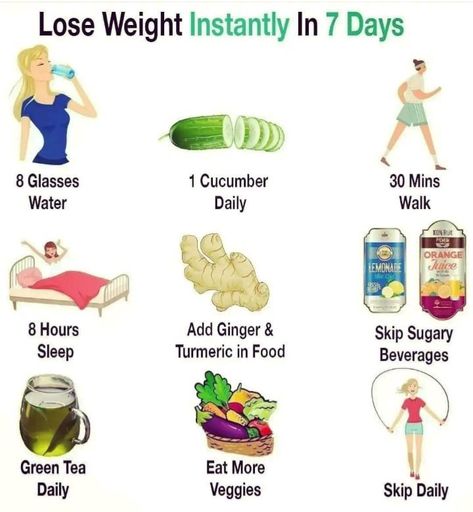 Lose Weight Instantly In 7 Days
8 Glasses
Water
1 Cucumber
Daily
30 Mins
Walk
LEMONADE
ORANGE
Juice
8 Hours
Sleep
Add Ginger &
Turmeric in Food
Skip Sugary
Beverages
Green Tea
Daily
Eat More
Veggies
Skip Daily